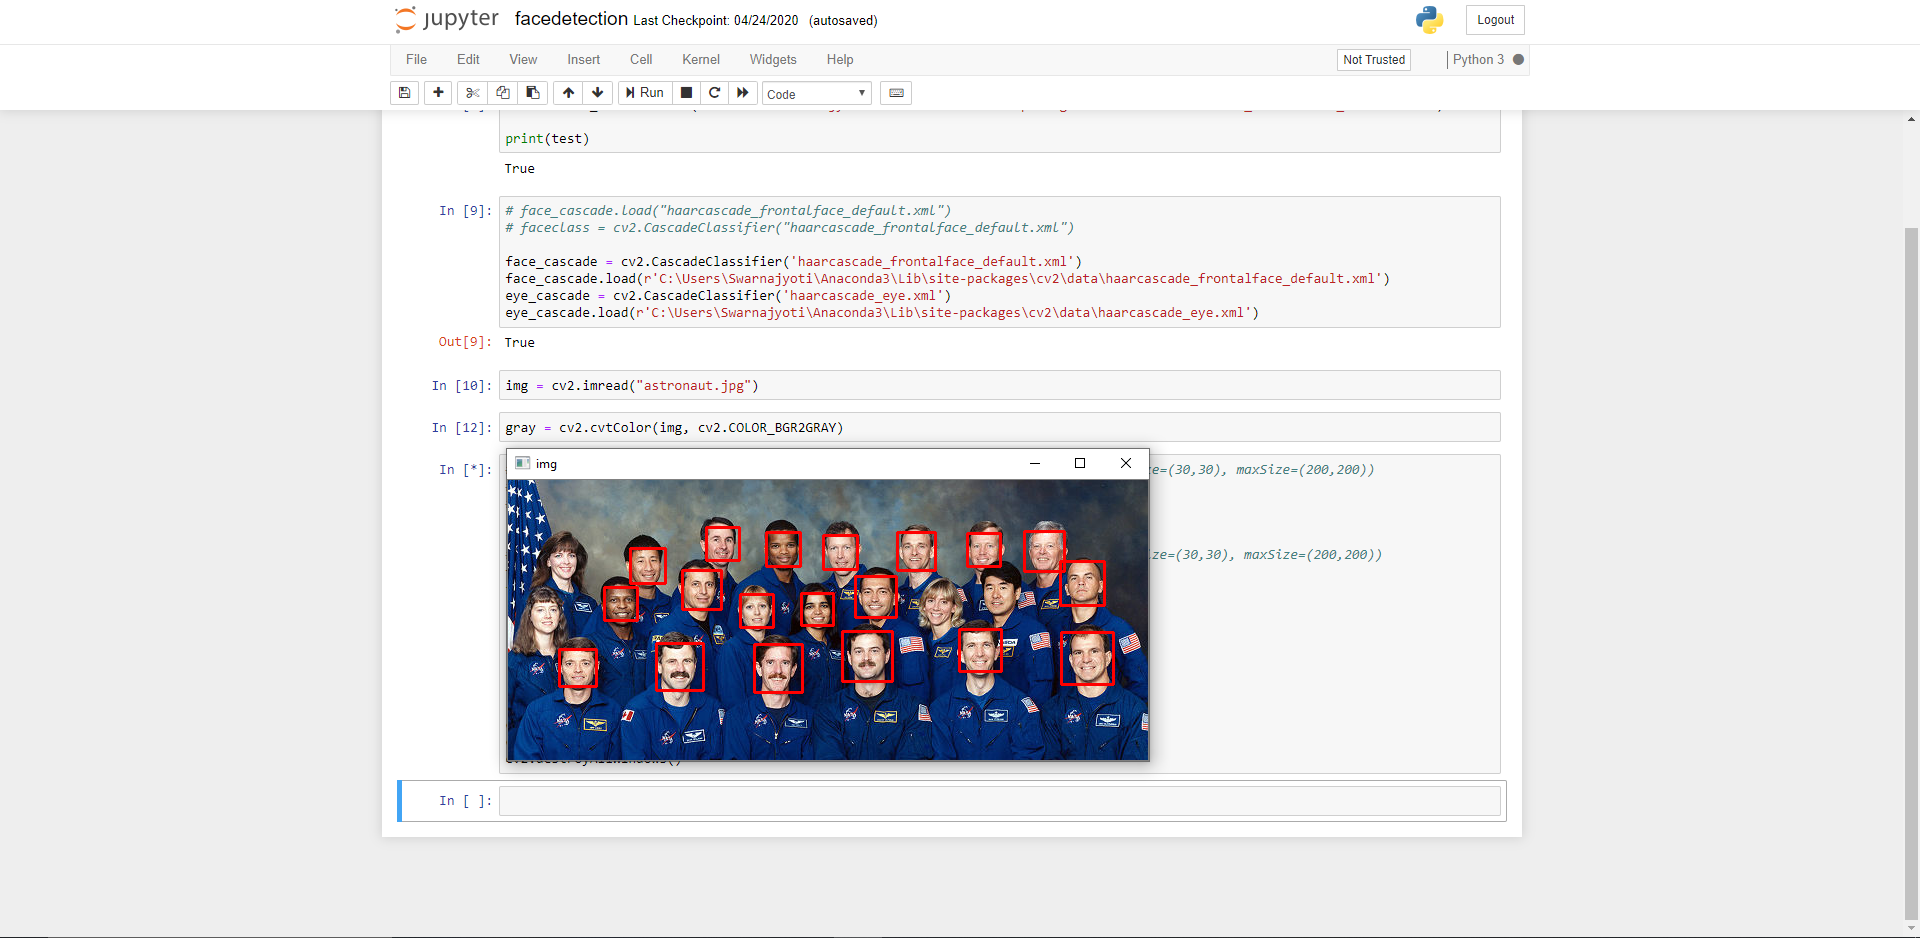 jupyter facedetection Last Checkpoint: 04/24/2020 (autosaved) Logout
File Edit View Insert Cell Kernel Widgets Help Not Trusted Python 3
Run Code
print(test)
True
In [9]: # face_cascade.load("haarcascade_frontalface_default.xml")
# faceclass = cv2.CascadeClassifier("haarcascade_frontalface_default.xml")
face_cascade = cv2.CascadeClassifier('haarcascade_frontalface_default.xml')
face_cascade.load(r'C:\Users\Swarnajyoti\Anaconda3\Lib\site-packages\cv2\data\haarcascade_frontalface_default.xml')
eye_cascade = cv2.CascadeClassifier('haarcascade_eye.xml')
eye_cascade.load(r'C:\Users\Swarnajyoti\Anaconda3\Lib\site-packages\cv2\data\haarcascade_eye.xml')
Out[9]: True
In [10]: img = cv2.imread("astronaut.jpg")
In [12]: gray = cv2.cvtColor(img, cv2.COLOR_BGR2GRAY)
img
In [*]: e=(30,30), maxSize=(200,200))
ze=(30,30), maxSize=(200,200))
In [ ]: